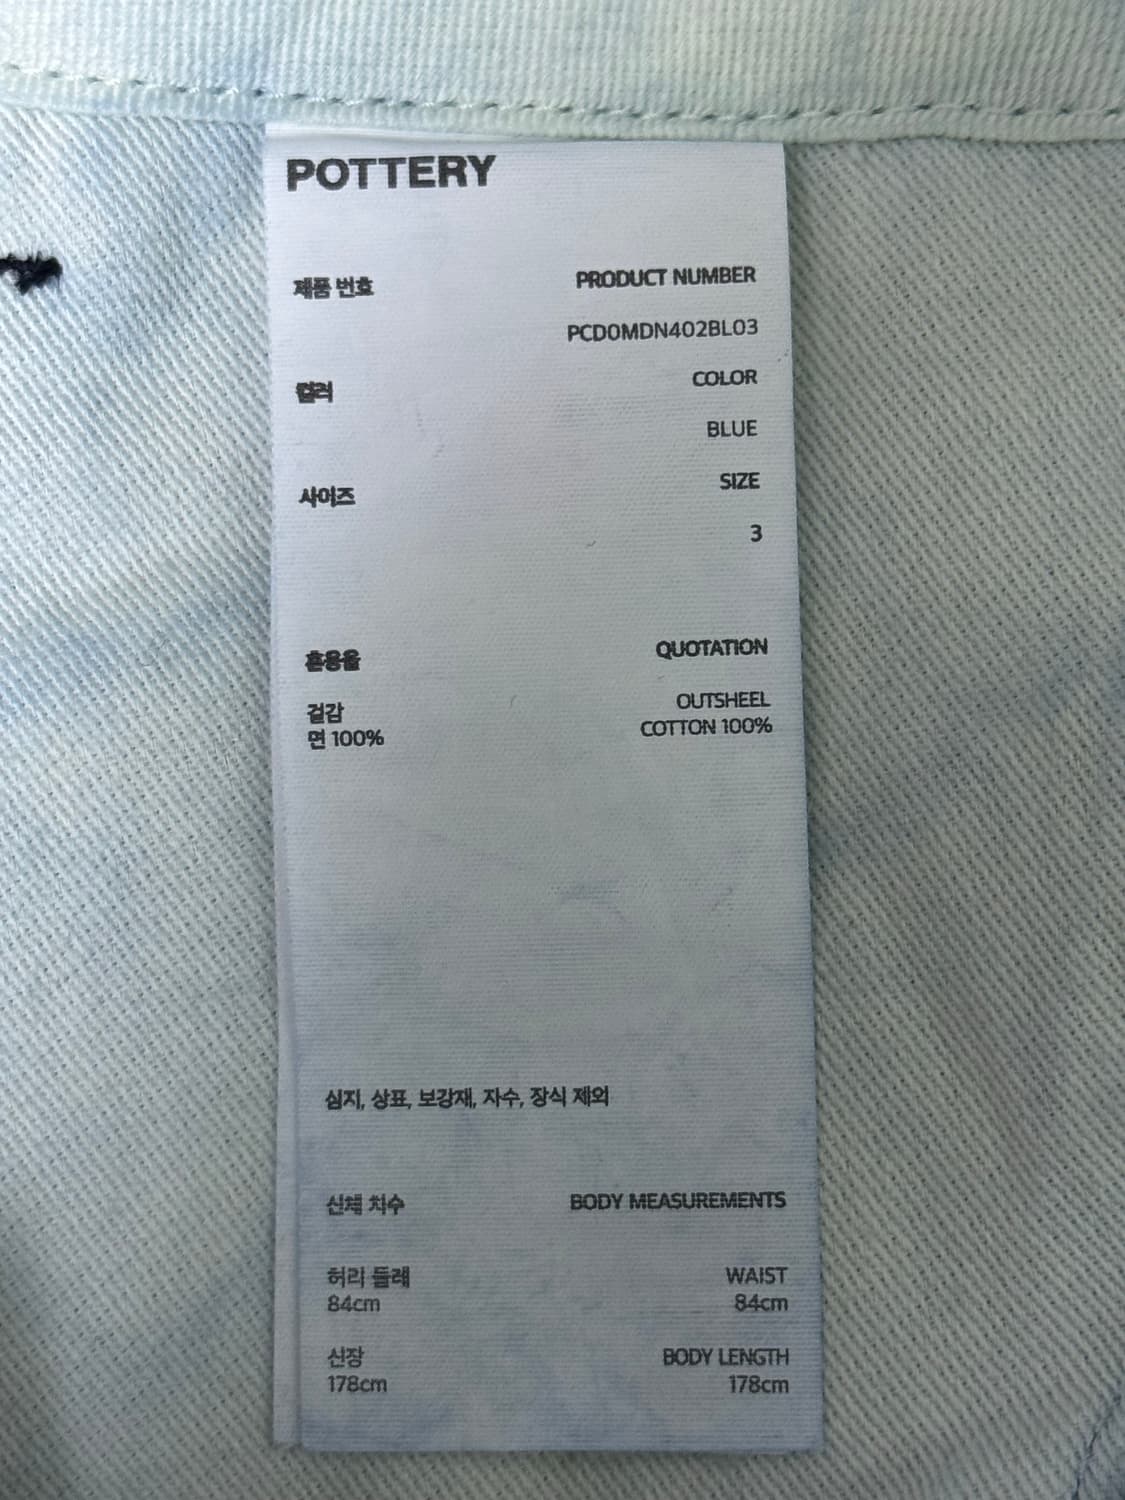 POTTERY
제품 번호 PRODUCT NUMBER
PCD0MDN402BL03
컬러 COLOR
BLUE
사이즈 SIZE
3
혼용율 QUOTATION
겉감 OUTSHEEL
면 100% COTTON 100%
심지, 상표, 보강재, 자수, 장식 제외
신체 치수 BODY MEASUREMENTS
허리 둘레 WAIST
84cm 84cm
신장 BODY LENGTH
178cm 178cm